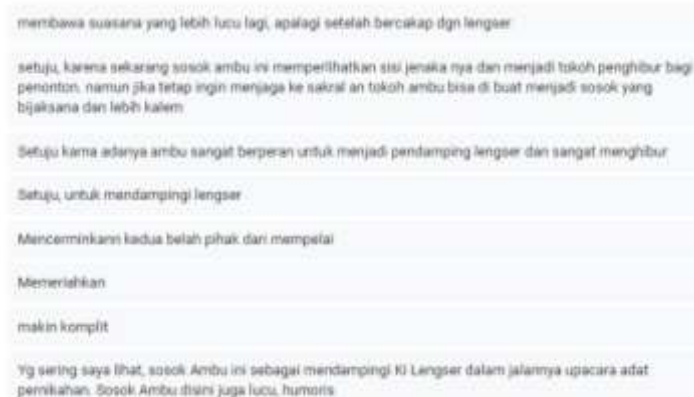 membawa suasana yang lebih lucu lagi, apalagi setelah bercakap dgn lengser
setuju, karena sekarang sosok ambu ini memperlihatkan sisi jenaka nya dan menjadi tokoh penghibur bagi
penonton. namun jika tetap ingin menjaga ke sakral an tokoh ambu bisa di buat menjadi sosok yang
bijaksana dan lebih kalem
Setuju karna adanya ambu sangat berperan untuk menjadi pendamping lengser dan sangat menghibur
Setuju, untuk mendampingi lengser
Mencerminkann kedua belah pihak dari mempelai
Memeriahkan
makin komplit
Yg sering saya lihat, sosok Ambu ini sebagai mendampingi Ki Lengser dalam jalannya upacara adat
pernikahan. Sosok Ambu disini juga lucu, humoris